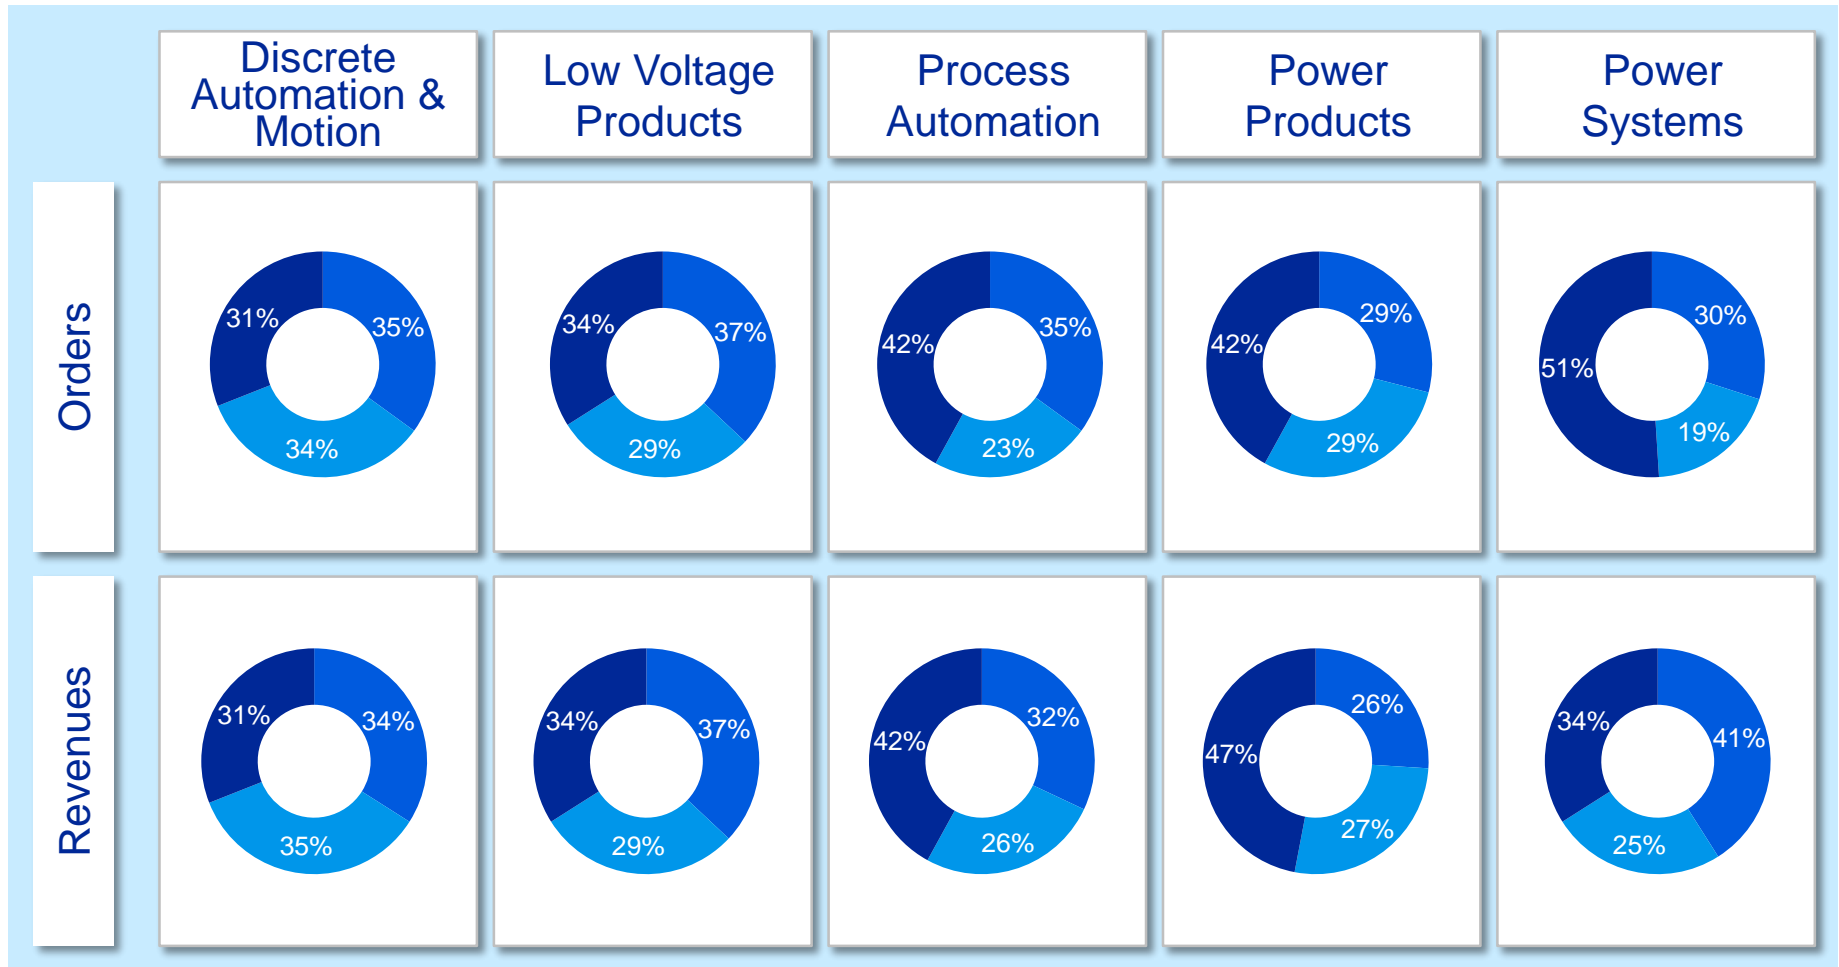 Discrete
Automation &
Motion
Low Voltage
Products
Process
Automation
Power
Products
Power
Systems
Orders
31%
35%
34%
34%
37%
29%
42%
35%
23%
42%
29%
29%
51%
30%
19%
Revenues
31%
34%
35%
34%
37%
29%
42%
32%
26%
47%
26%
27%
34%
41%
25%